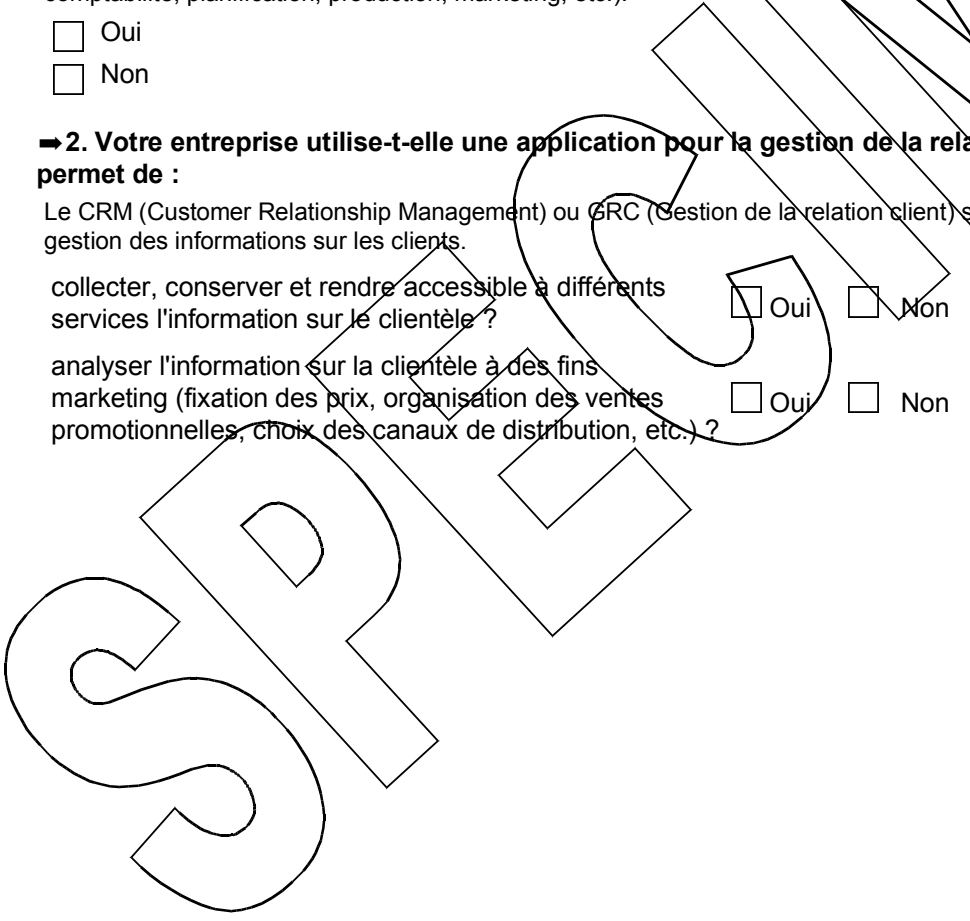 comptabilité, planification, production, marketing, etc.).
Oui
Non
➡2. Votre entreprise utilise-t-elle une application pour la gestion de la
permet de :
Le CRM (Customer Relationship Management) ou GRC (Gestion de la relation client)
gestion des informations sur les clients.
collecter, conserver et rendre accessible à différents
services l'information sur le clientèle ?
Oui Non
analyser l'information sur la clientèle à des fins
marketing (fixation des prix, organisation des ventes
promotionnelles, choix des canaux de distribution, etc.) ?
Oui Non
SPECI